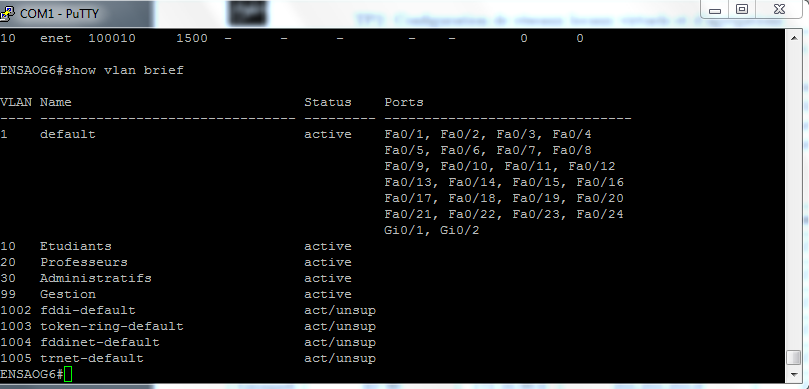 COM1 - PuTTY
10 enet 100010 1500 - - - - - 0 0
ENSAOG6#show vlan brief
VLAN Name Status Ports
---- -------------------------------- --------- -------------------------------
1 default active Fa0/1, Fa0/2, Fa0/3, Fa0/4
Fa0/5, Fa0/6, Fa0/7, Fa0/8
Fa0/9, Fa0/10, Fa0/11, Fa0/12
Fa0/13, Fa0/14, Fa0/15, Fa0/16
Fa0/17, Fa0/18, Fa0/19, Fa0/20
Fa0/21, Fa0/22, Fa0/23, Fa0/24
Gi0/1, Gi0/2
10 Etudiants active
20 Professeurs active
30 Administratifs active
99 Gestion active
1002 fddi-default act/unsup
1003 token-ring-default act/unsup
1004 fddinet-default act/unsup
1005 trnet-default act/unsup
ENSAOG6#